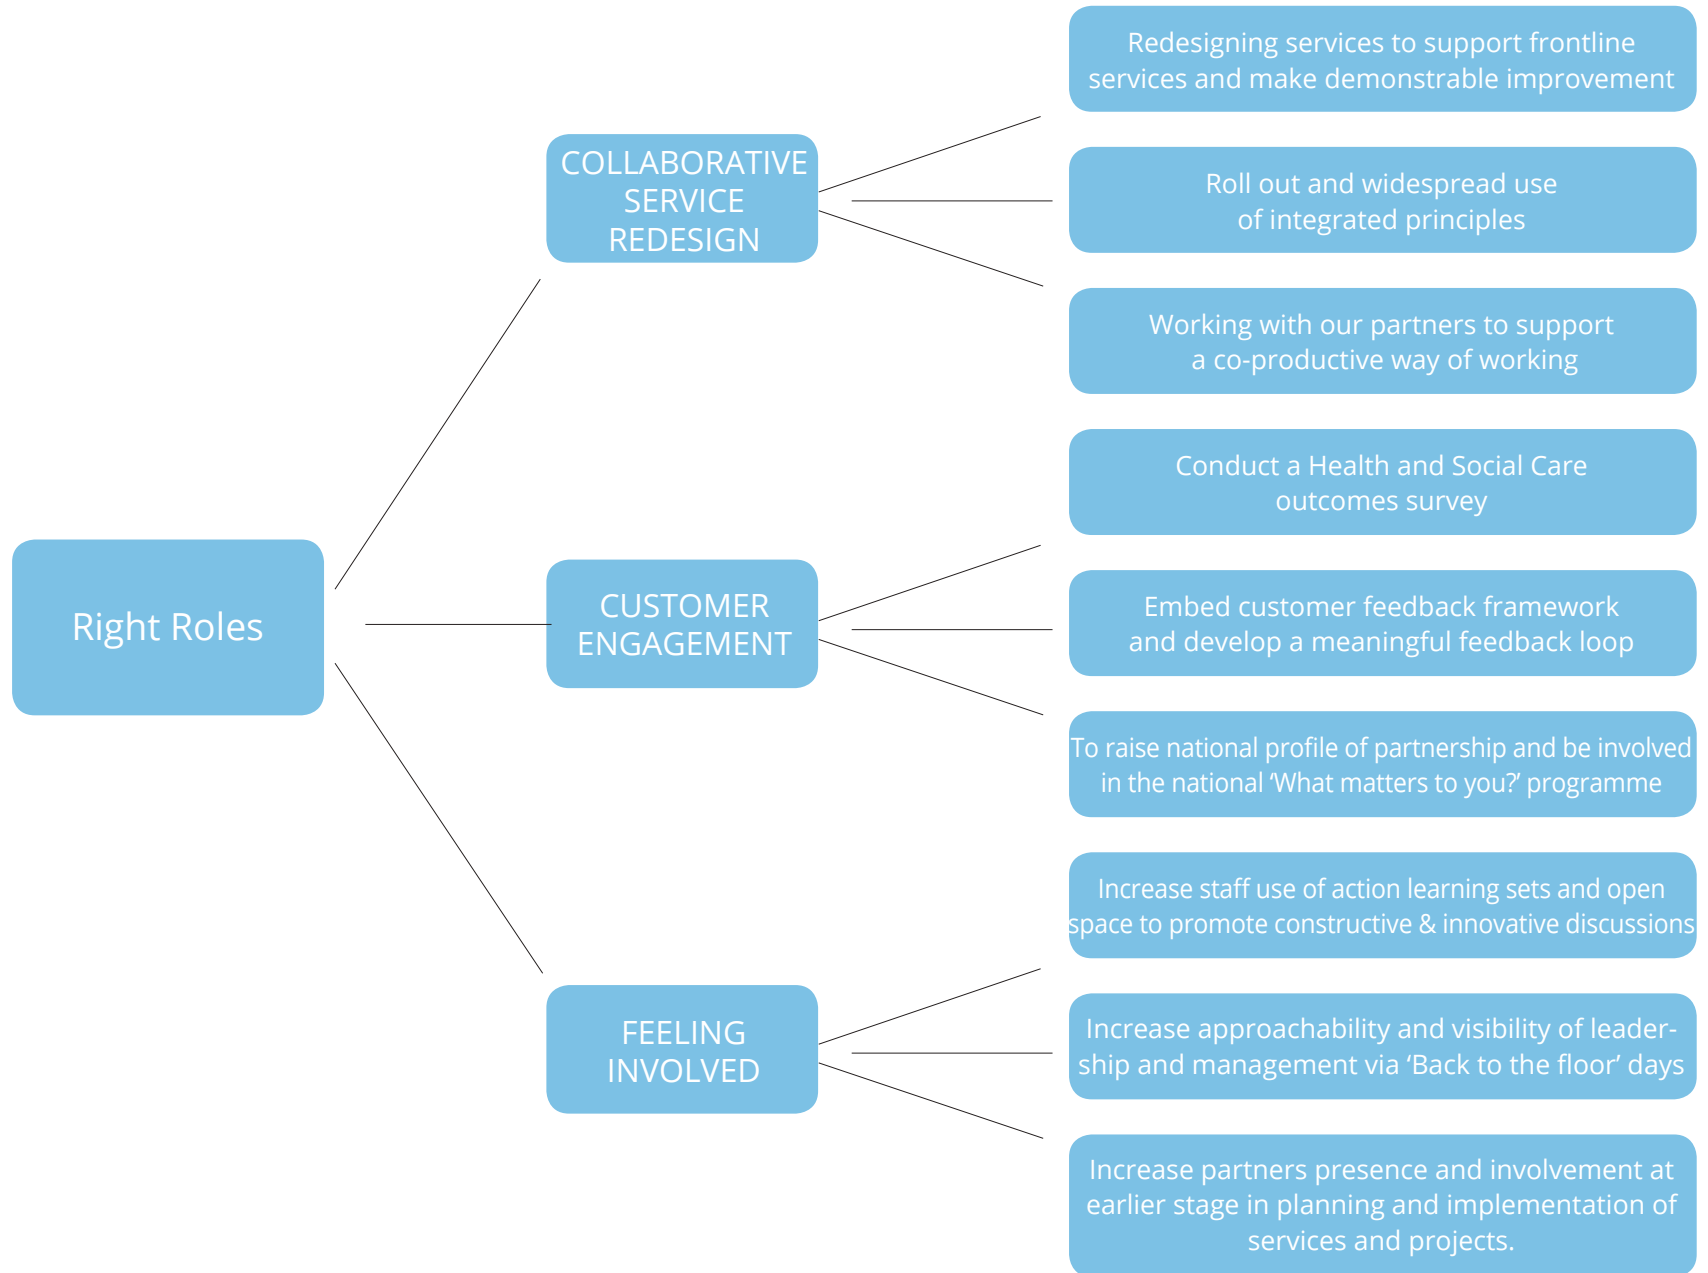 Right Roles
COLLABORATIVE
SERVICE
REDESIGN
Redesigning services to support frontline
services and make demonstrable improvement
Roll out and widespread use
of integrated principles
Working with our partners to support
a co-productive way of working
CUSTOMER
ENGAGEMENT
Conduct a Health and Social Care
outcomes survey
Embed customer feedback framework
and develop a meaningful feedback loop
To raise national profile of partnership and be involved
in the national ‘What matters to you?’ programme
FEELING
INVOLVED
Increase staff use of action learning sets and open
space to promote constructive & innovative discussions
Increase approachability and visibility of leader-
ship and management via ‘Back to the floor’ days
Increase partners presence and involvement at
earlier stage in planning and implementation of
services and projects.